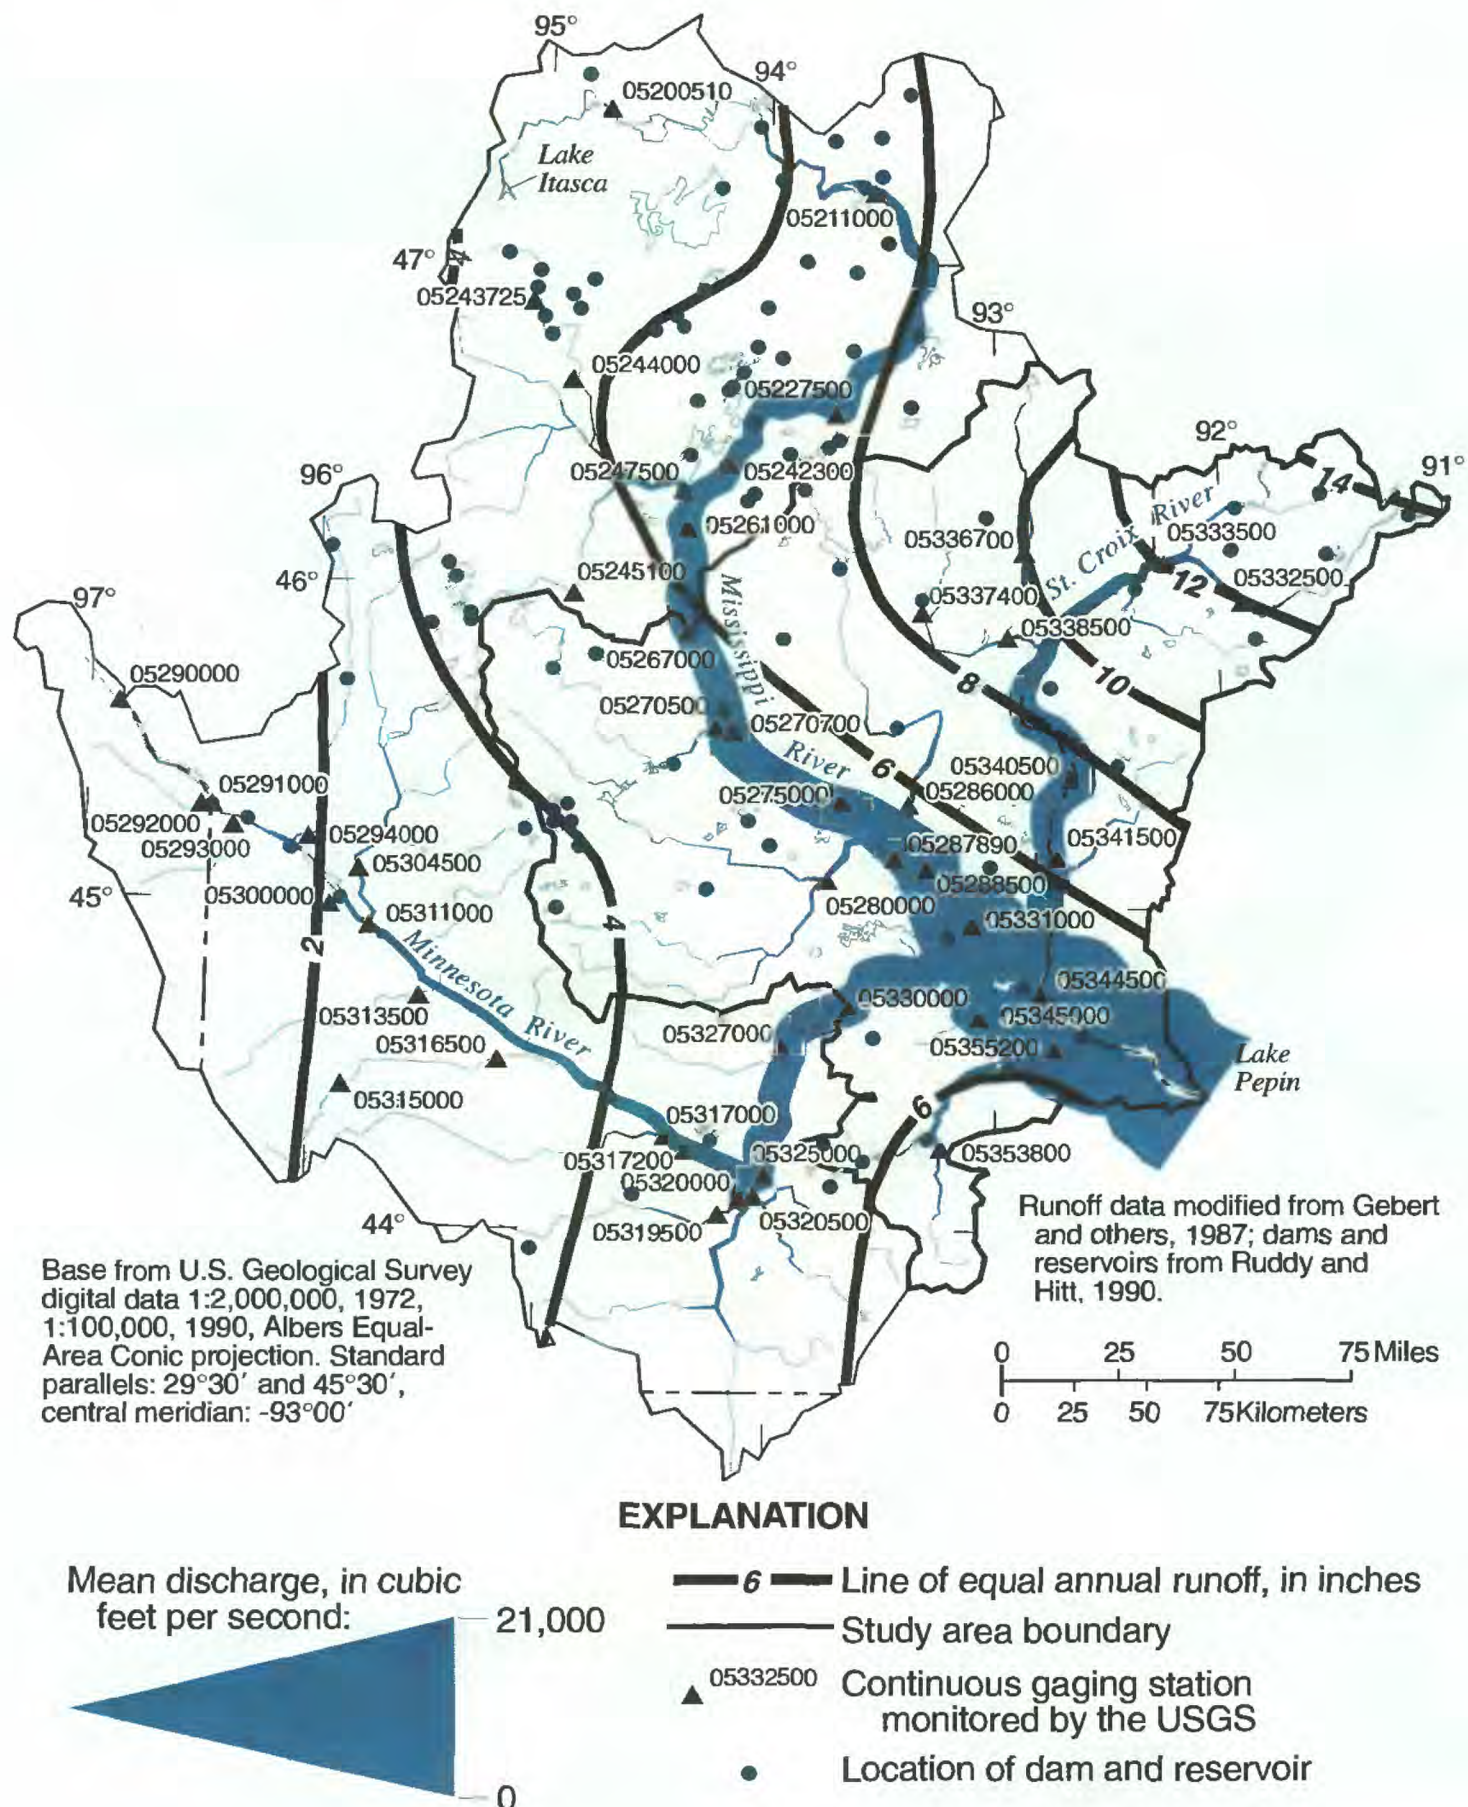 95°
94°
05200510
Lake
Itasca
05211000
47°
4
05243725
93°
05244000
05227500
92°
91°
96°
05247500
05242300
14
05261000
05336700
St. Croix River
05333500
46°
05245100
12
05332500
97°
05337400
05338500
Mississippi
05267000
05290000
8
10
05270500
05270700
River
6
05340500
05291000
05275000
05286000
05292000
05294000
05341500
05293000
05287890
05304500
05288500
45°
05300000
05280000
05311000
4
05331000
2
Minnesota River
05344500
05330000
05313500
05345000
05327000
05316500
05355200
Lake
Pepin
05315000
6
05317000
05325000
05353800
05317200
05320000
05320500
05319500
44°
Runoff data modified from Gebert
and others, 1987; dams and
reservoirs from Ruddy and
Hitt, 1990.
Base from U.S. Geological Survey
digital data 1:2,000,000, 1972,
1:100,000, 1990, Albers Equal-
Area Conic projection. Standard
parallels: 29°30′ and 45°30′,
central meridian: -93°00′
0 25 50 75 Miles
0 25 50 75 Kilometers
EXPLANATION
Mean discharge, in cubic
feet per second:
21,000
0
6 Line of equal annual runoff, in inches
Study area boundary
05332500 Continuous gaging station
monitored by the USGS
Location of dam and reservoir